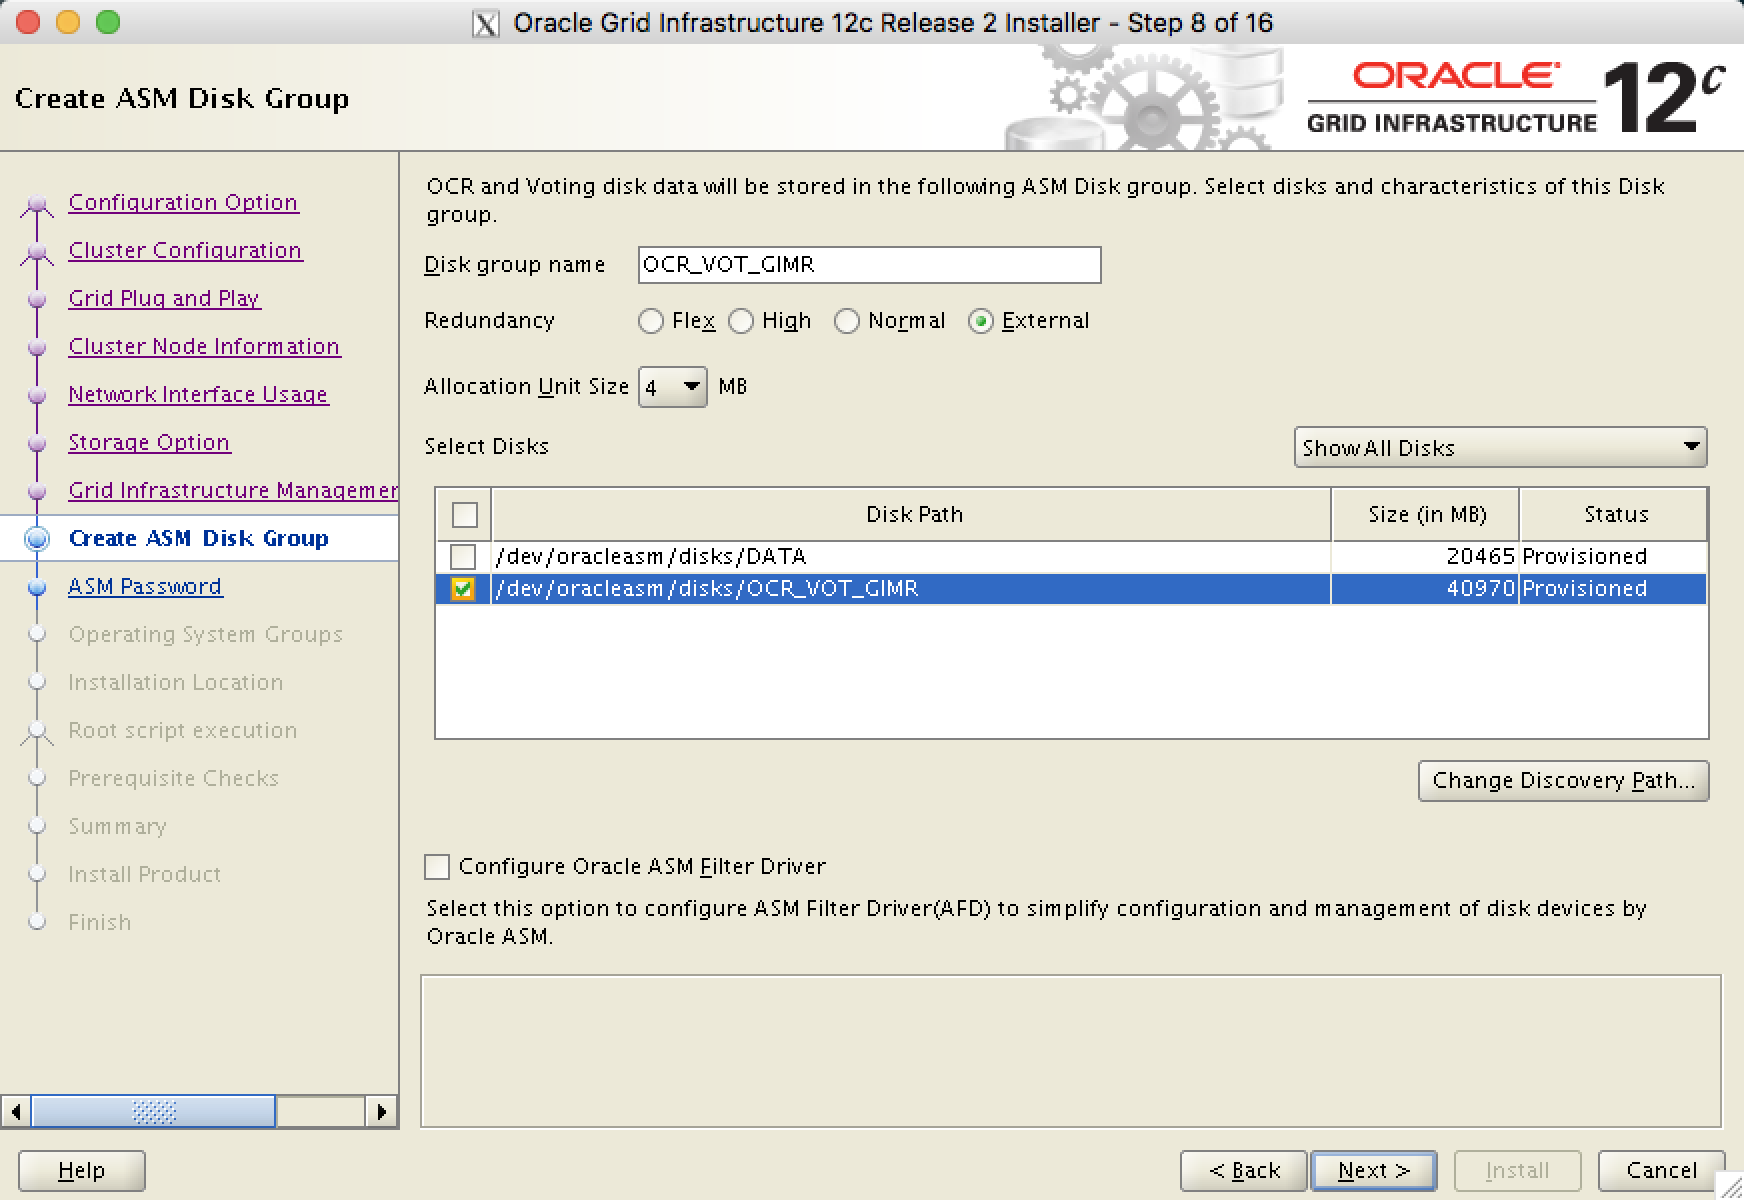 Oracle Grid Infrastructure 12c Release 2 Installer - Step 8 of 16
Create ASM Disk Group
ORACLE
GRID INFRASTRUCTURE
12c
Configuration Option
Cluster Configuration
Grid Plug and Play
Cluster Node Information
Network Interface Usage
Storage Option
Grid Infrastructure Managemen
Create ASM Disk Group
ASM Password
Operating System Groups
Installation Location
Root script execution
Prerequisite Checks
Summary
Install Product
Finish
OCR and Voting disk data will be stored in the following ASM Disk group. Select disks and characteristics of this Disk
group.
Disk group name OCR_VOT_GIMR
Redundancy Flex High Normal External
Allocation Unit Size 4 MB
Select Disks Show All Disks
Disk Path Size (in MB) Status
/dev/oracleasm/disks/DATA 20465 Provisioned
/dev/oracleasm/disks/OCR_VOT_GIMR 40970 Provisioned
Change Discovery Path...
Configure Oracle ASM Filter Driver
Select this option to configure ASM Filter Driver(AFD) to simplify configuration and management of disk devices by
Oracle ASM.
Help < Back Next > Install Cancel